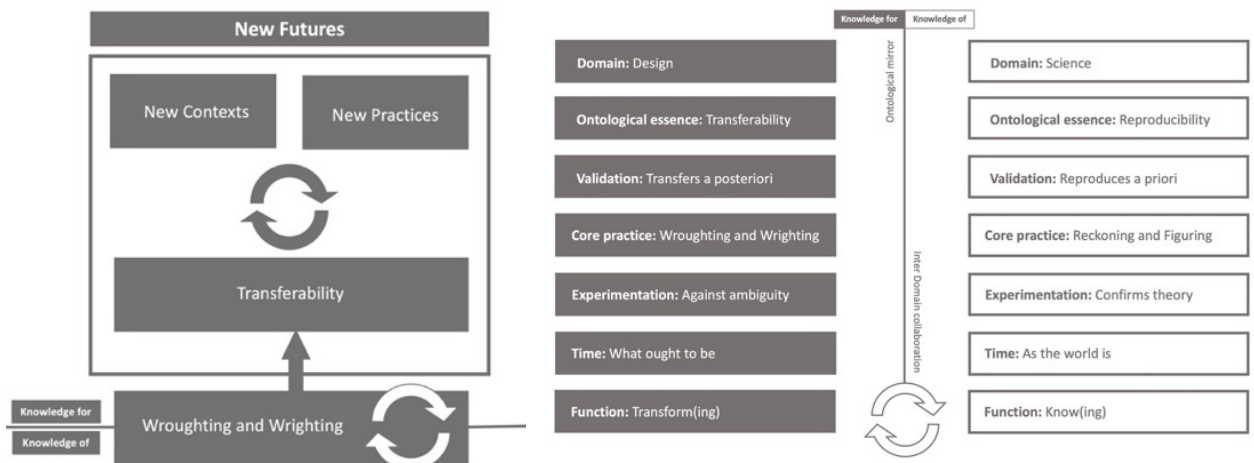 New Futures
New Contexts
New Practices
Transferability
Wroughting and Wrighting
Knowledge for
Knowledge of
Knowledge for
Knowledge of
Ontological mirror
Inter Domain collaboration
Domain: Design
Ontological essence: Transferability
Validation: Transfers a posteriori
Core practice: Wroughting and Wrighting
Experimentation: Against ambiguity
Time: What ought to be
Function: Transform(ing)
Domain: Science
Ontological essence: Reproducibility
Validation: Reproduces a priori
Core practice: Reckoning and Figuring
Experimentation: Confirms theory
Time: As the world is
Function: Know(ing)